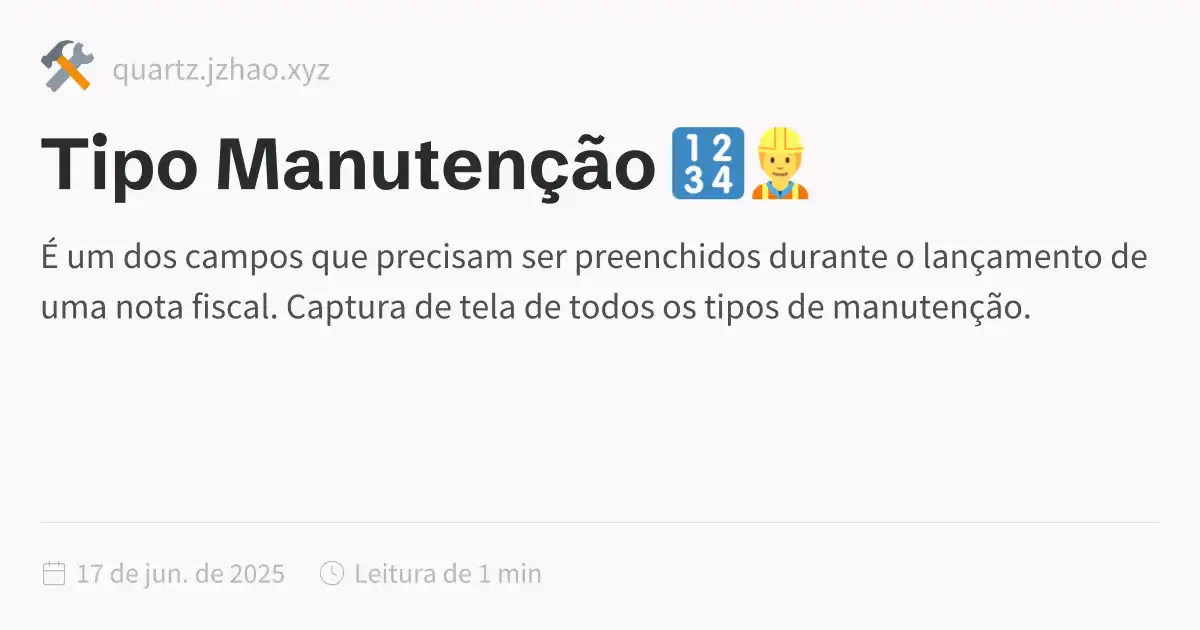 quartz.jzhao.xyz
Tipo Manutenção 🔢👷
É um dos campos que precisam ser preenchidos durante o lançamento de
uma nota fiscal. Captura de tela de todos os tipos de manutenção.
17 de jun. de 2025 Leitura de 1 min